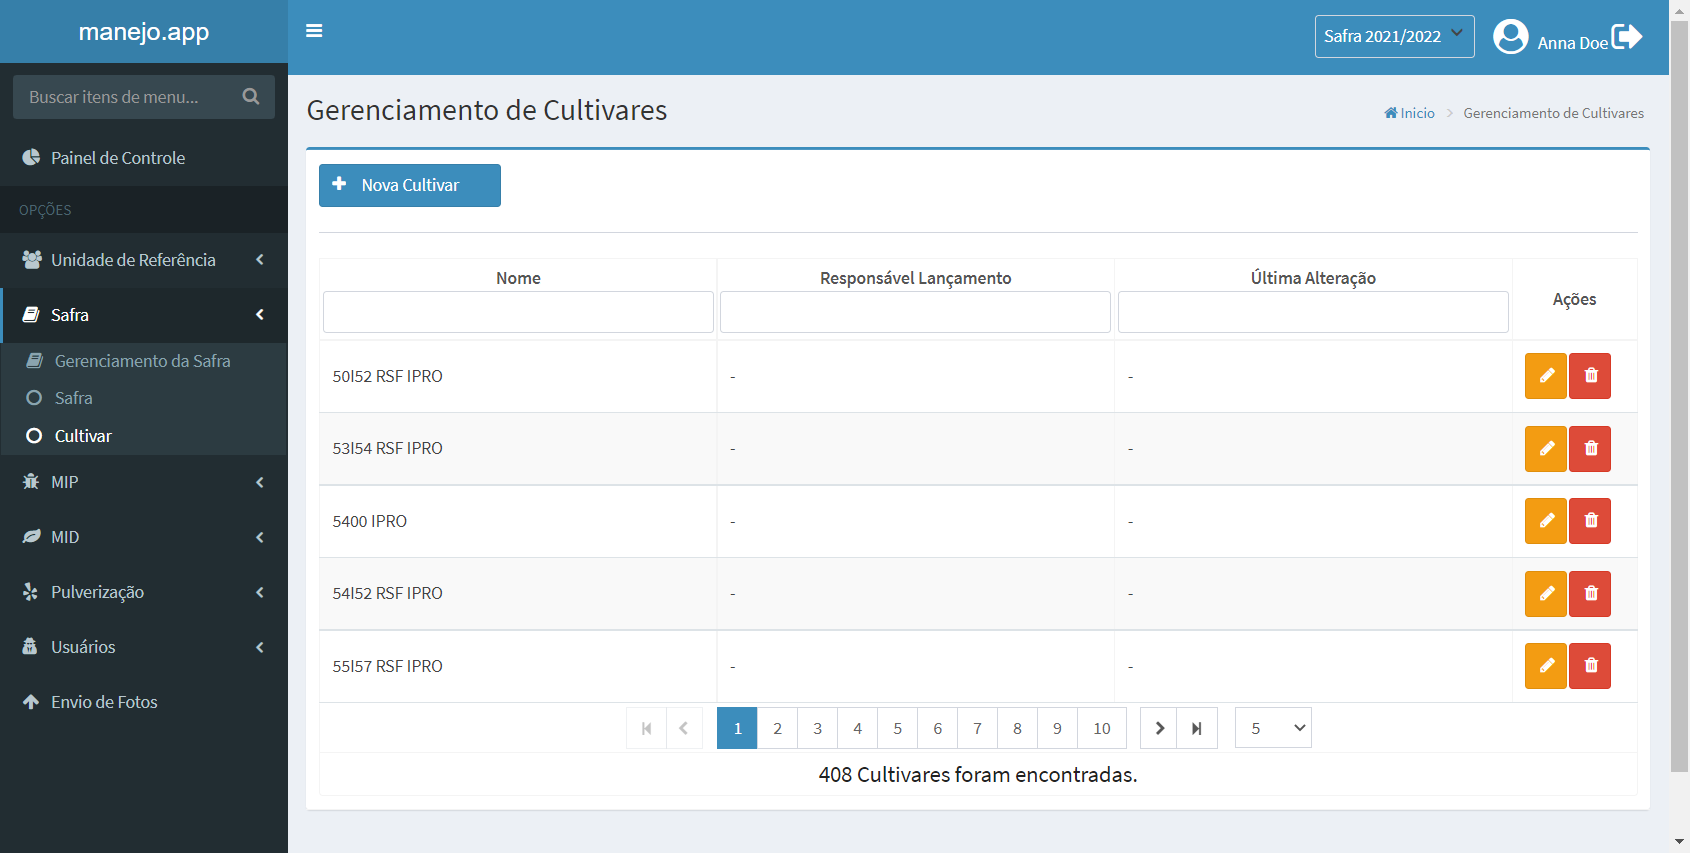 manejo.app
Safra 2021/2022
Anna Doe
Buscar itens de menu...
Painel de Controle
OPÇÕES
Unidade de Referência
Safra
Gerenciamento da Safra
Safra
Cultivar
MIP
MID
Pulverização
Usuários
Envio de Fotos
Gerenciamento de Cultivares
Inicio > Gerenciamento de Cultivares
Nova Cultivar
Nome Responsável Lançamento Última Alteração Ações
50I52 RSF IPRO - -
53I54 RSF IPRO - -
5400 IPRO - -
54I52 RSF IPRO - -
55I57 RSF IPRO - -
1 2 3 4 5 6 7 8 9 10 5
408 Cultivares foram encontradas.